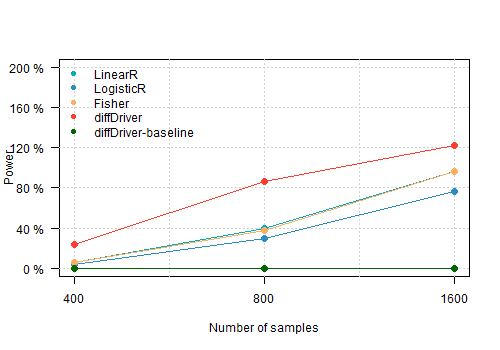 200 %
160 %
120 %
80 %
40 %
0 %
Power
LinearR
LogisticR
Fisher
diffDriver
diffDriver-baseline
400
800
1600
Number of samples